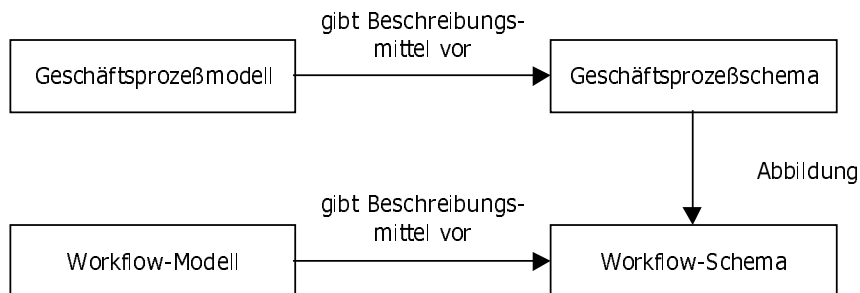 gibt Beschreibungs-
mittel vor
Geschäftsprozeßmodell
Geschäftsprozeßschema
Abbildung
gibt Beschreibungs-
mittel vor
Workflow-Modell
Workflow-Schema